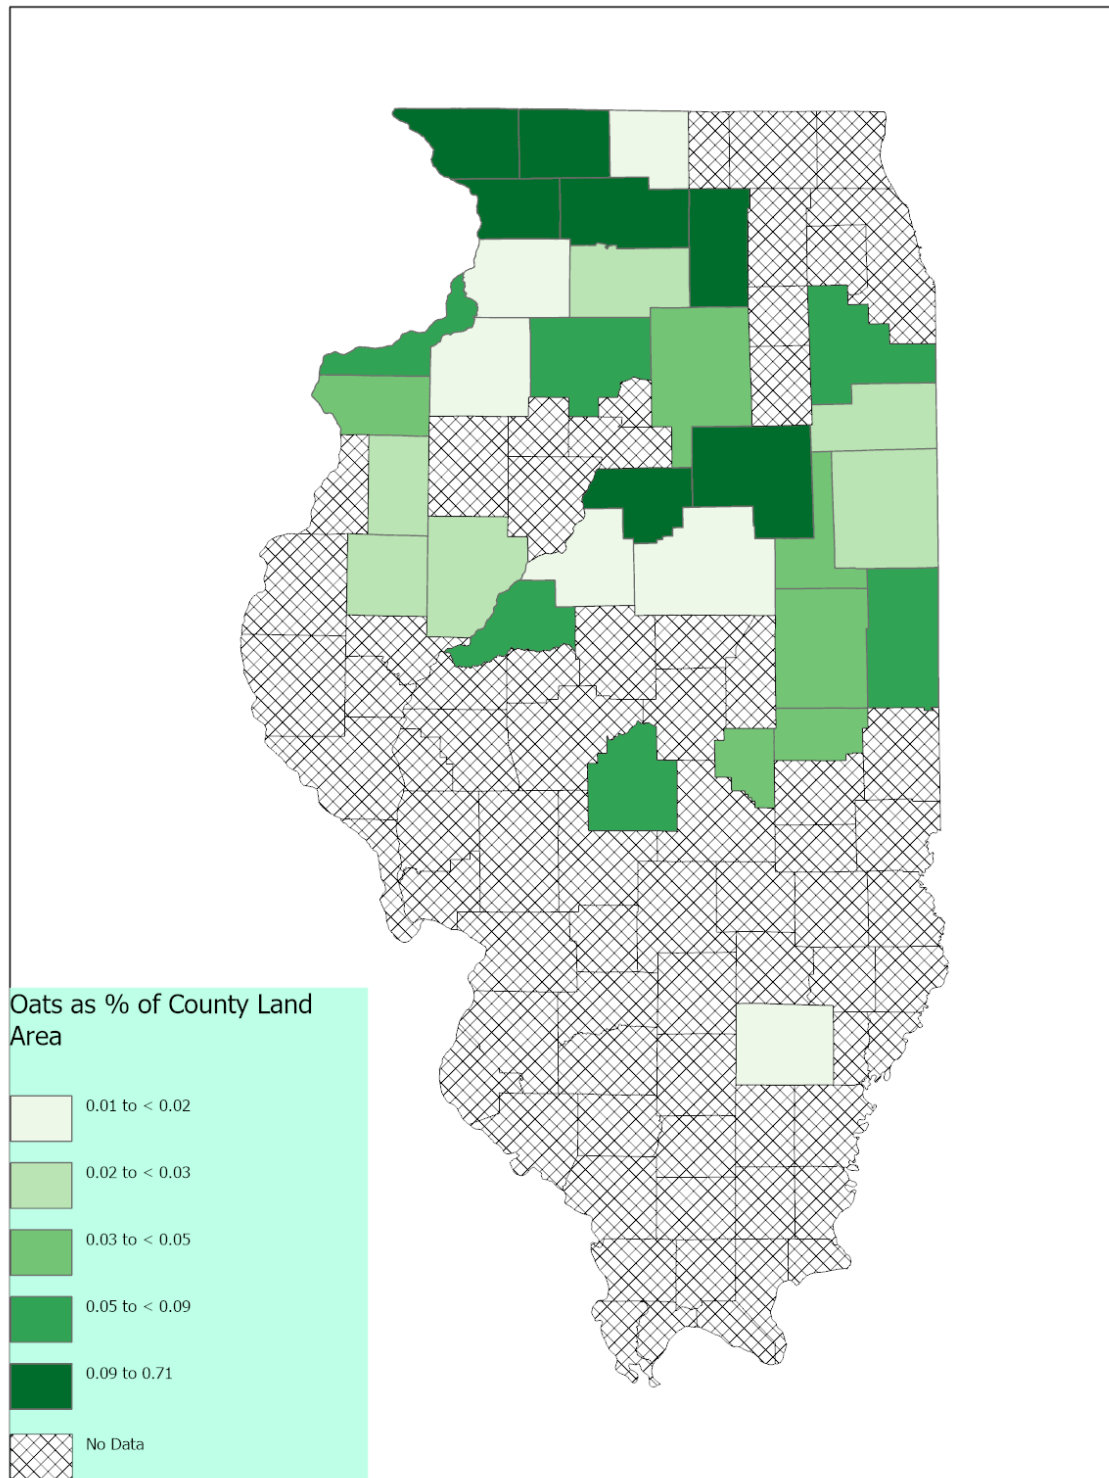 Oats as % of County Land
Area
0.01 to < 0.02
0.02 to < 0.03
0.03 to < 0.05
0.05 to < 0.09
0.09 to 0.71
No Data